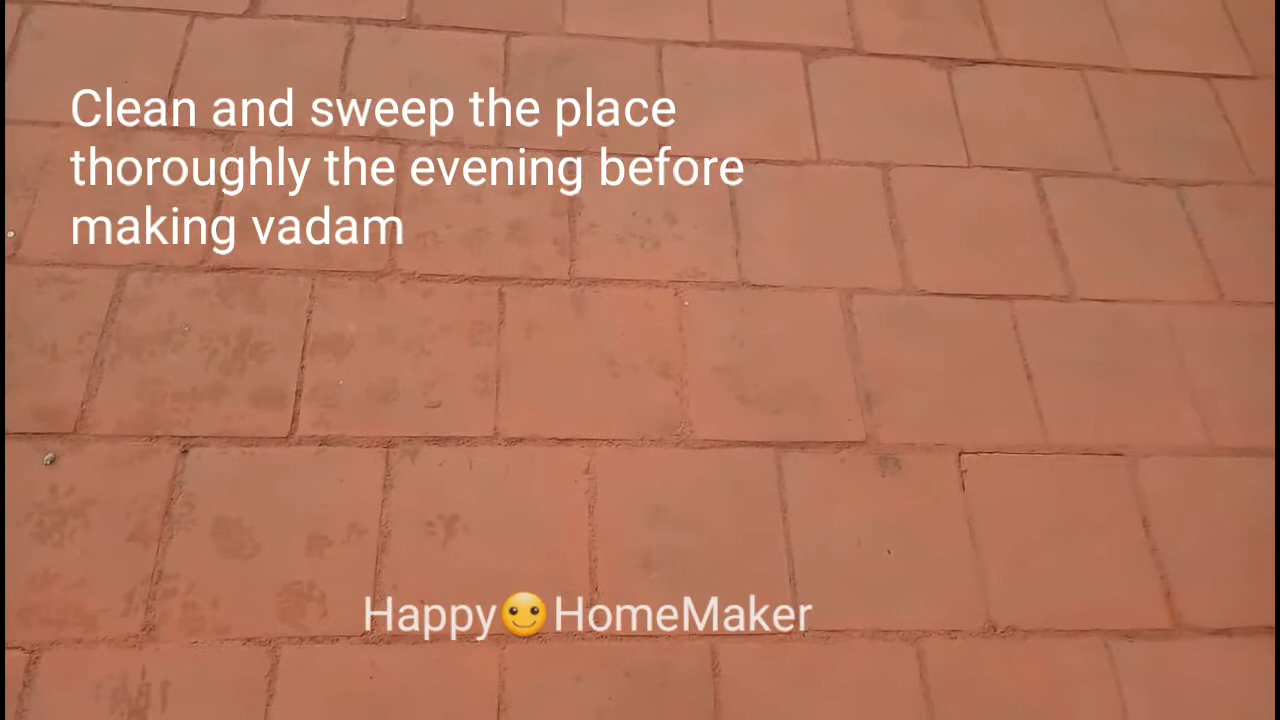 Clean and sweep the place
thoroughly the evening before
making vadam
Happy🙂HomeMaker